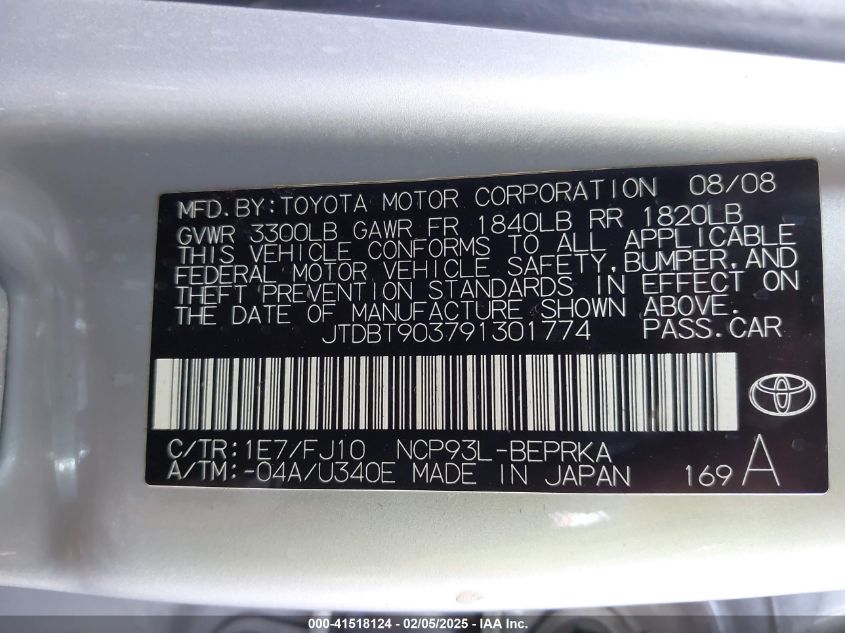 MFD. BY: TOYOTA MOTOR CORPORATION 08/08
GVWR 3300LB GAWR FR 1840LB RR 1820LB
THIS VEHICLE CONFORMS TO ALL APPLICABLE
FEDERAL MOTOR VEHICLE SAFETY, BUMPER, AND
THEFT PREVENTION STANDARDS IN EFFECT ON
THE DATE OF MANUFACTURE SHOWN ABOVE.
JTDBT903791301774 PASS. CAR
C/TR: 1E7/FJ10 NCP93L-BEPRKA
A/TM: -04A/U340E MADE IN JAPAN 169 A
000-41518124 - 02/05/2025 - IAA Inc.